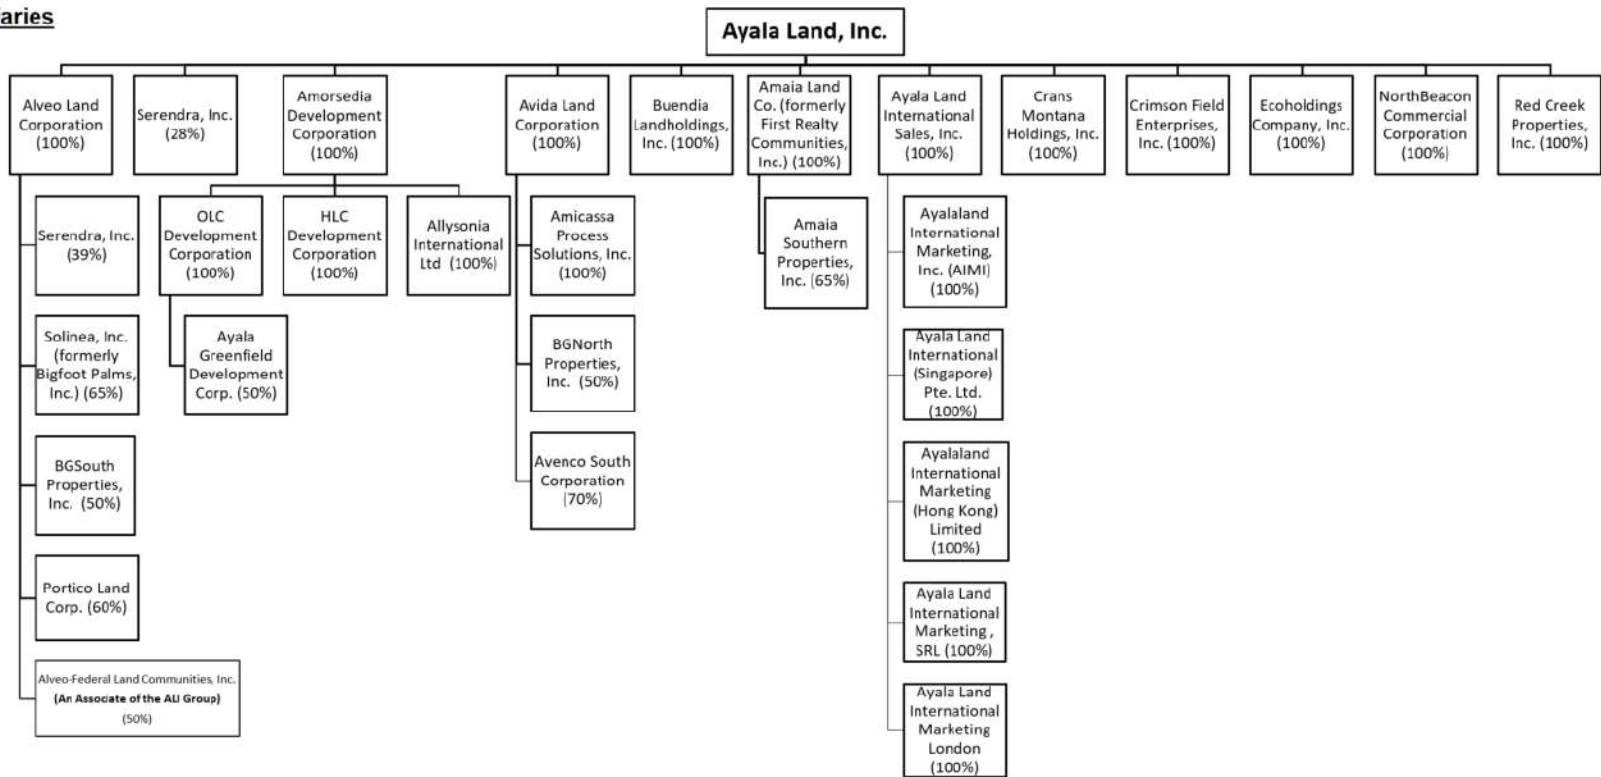 aries
Ayala Land, Inc.
Alveo Land
Corporation
(100%)
Serendra, Inc.
(28%)
Amorsedia
Development
Corporation
(100%)
Avida Land
Corporation
(100%)
Buendia
Landholdings,
Inc. (100%)
Amaia Land
Co. (formerly
First Realty
Communities,
Inc.) (100%)
Ayala Land
International
Sales, Inc.
(100%)
Crans
Montana
Holdings, Inc.
(100%)
Crimson Field
Enterprises,
Inc. (100%)
Ecoholdings
Company, Inc.
(100%)
NorthBeacon
Commercial
Corporation
(100%)
Red Creek
Properties,
Inc. (100%)
Serendra, Inc.
(39%)
OLC
Development
Corporation
(100%)
HLC
Development
Corporation
(100%)
Allysonia
International
Ltd (100%)
Amicassa
Process
Solutions, Inc.
(100%)
Amaia
Southern
Properties,
Inc. (65%)
Ayalaland
International
Marketing,
Inc. (AIMI)
(100%)
Solinea, Inc.
(formerly
Bigfoot Palms,
Inc.) (65%)
Ayala
Greenfield
Development
Corp. (50%)
BGNorth
Properties,
Inc. (50%)
Ayala Land
International
(Singapore)
Pte. Ltd.
(100%)
BGSouth
Properties,
Inc. (50%)
Avenco South
Corporation
(70%)
Ayalaland
International
Marketing
(Hong Kong)
Limited
(100%)
Portico Land
Corp. (60%)
Ayala Land
International
Marketing ,
SRL (100%)
Alveo-Federal Land Communities, Inc.
(An Associate of the ALI Group)
(50%)
Ayala Land
International
Marketing
London
(100%)